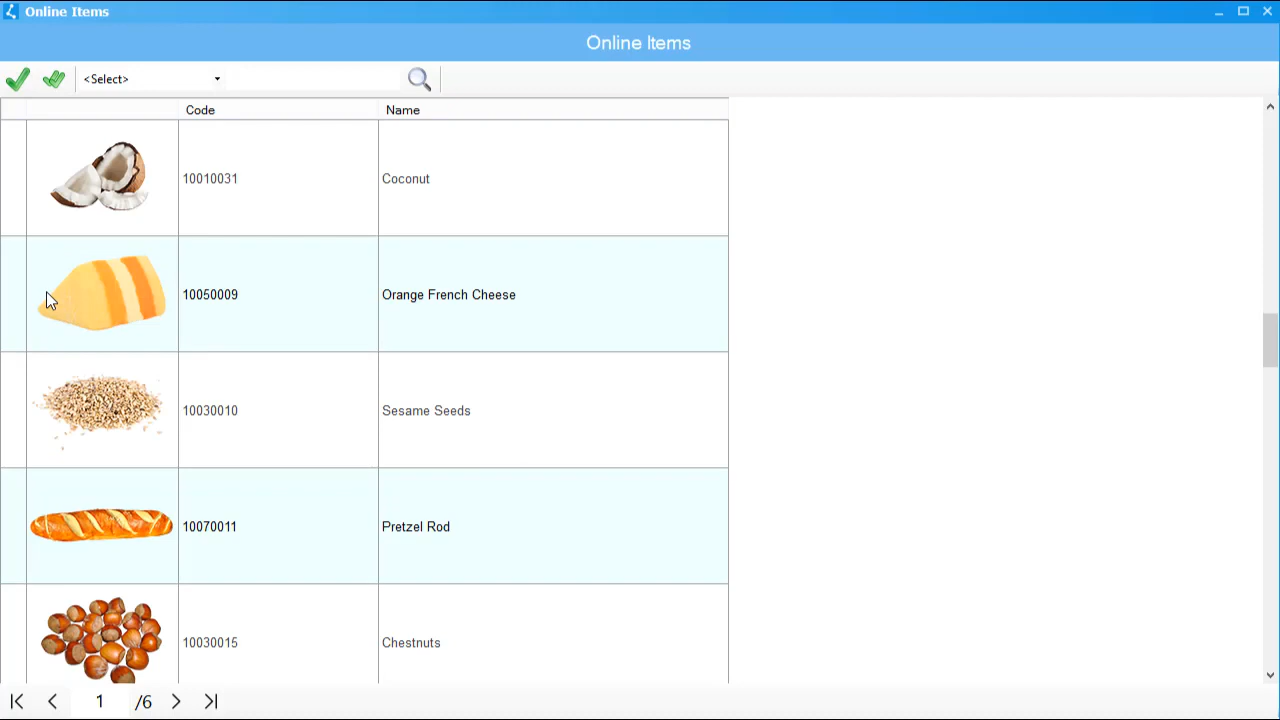 Online Items
Online Items
<Select>
Code Name
10010031 Coconut
10050009 Orange French Cheese
10030010 Sesame Seeds
10070011 Pretzel Rod
10030015 Chestnuts
1 /6